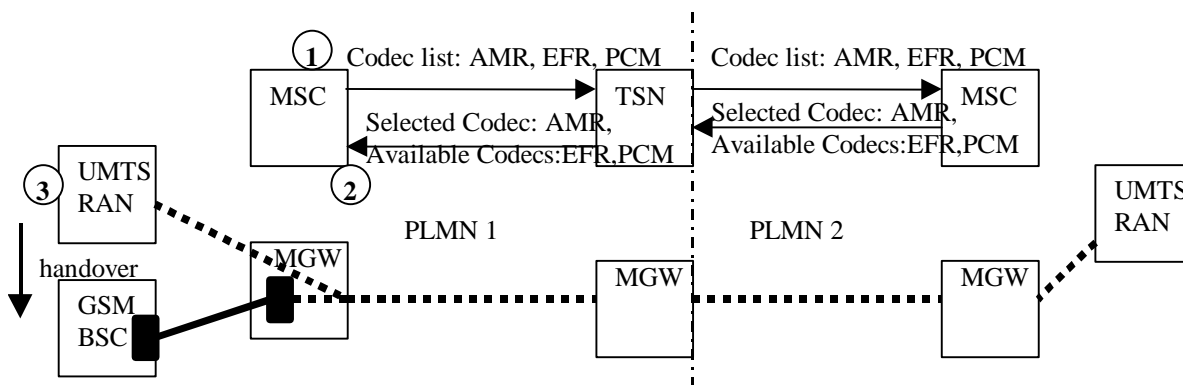 1
Codec list: AMR, EFR, PCM
Codec list: AMR, EFR, PCM
MSC
TSN
MSC
Selected Codec: AMR,
Available Codecs:EFR,PCM
Selected Codec: AMR,
Available Codecs:EFR,PCM
2
3
UMTS
RAN
UMTS
RAN
PLMN 1
PLMN 2
handover
MGW
MGW
MGW
GSM
BSC